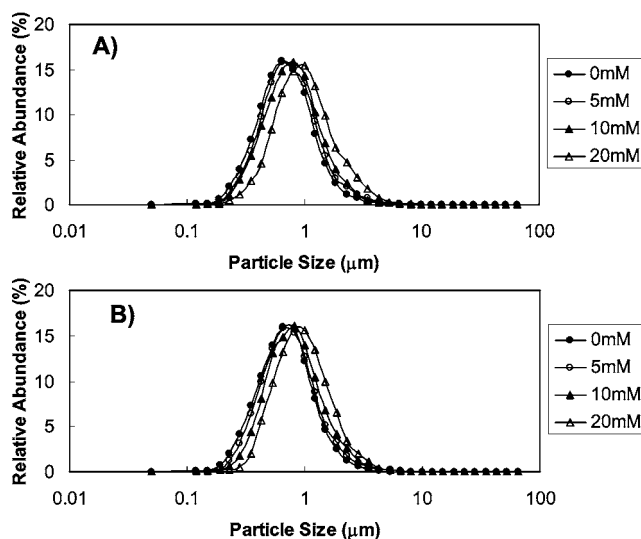 A)
Relative Abundance (%)
20
15
10
5
0
0.01
0.1
1
10
100
Particle Size (μm)
0mM
5mM
10mM
20mM
B)
Relative Abundance (%)
20
15
10
5
0
0.01
0.1
1
10
100
Particle Size (μm)
0mM
5mM
10mM
20mM